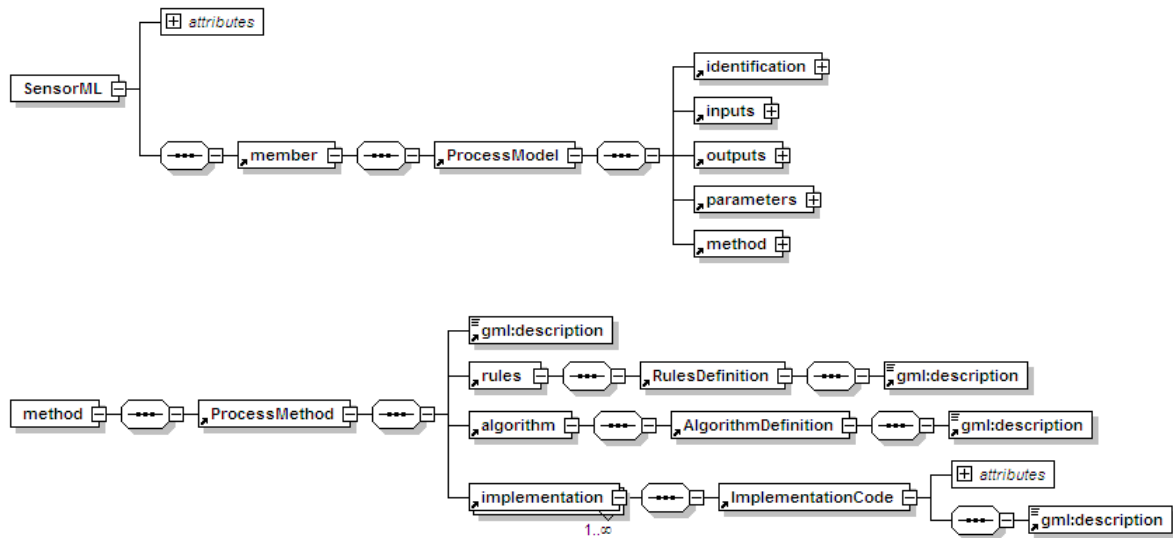 attributes
SensorML
identification
inputs
member
ProcessModel
outputs
parameters
method
gml:description
rules
RulesDefinition
gml:description
method
ProcessMethod
algorithm
AlgorithmDefinition
gml:description
attributes
implementation
ImplementationCode
1..∞
gml:description